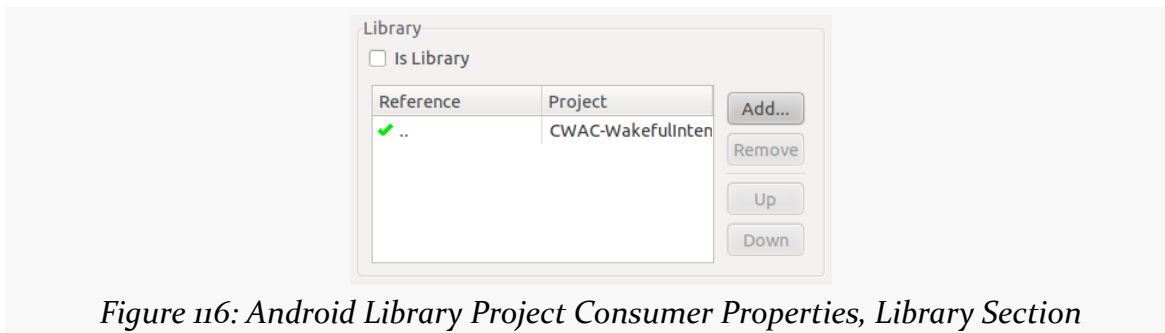 Library
Is Library
Reference Project
.. CWAC-WakefulInten
Add...
Remove
Up
Down
Figure 116: Android Library Project Consumer Properties, Library Section